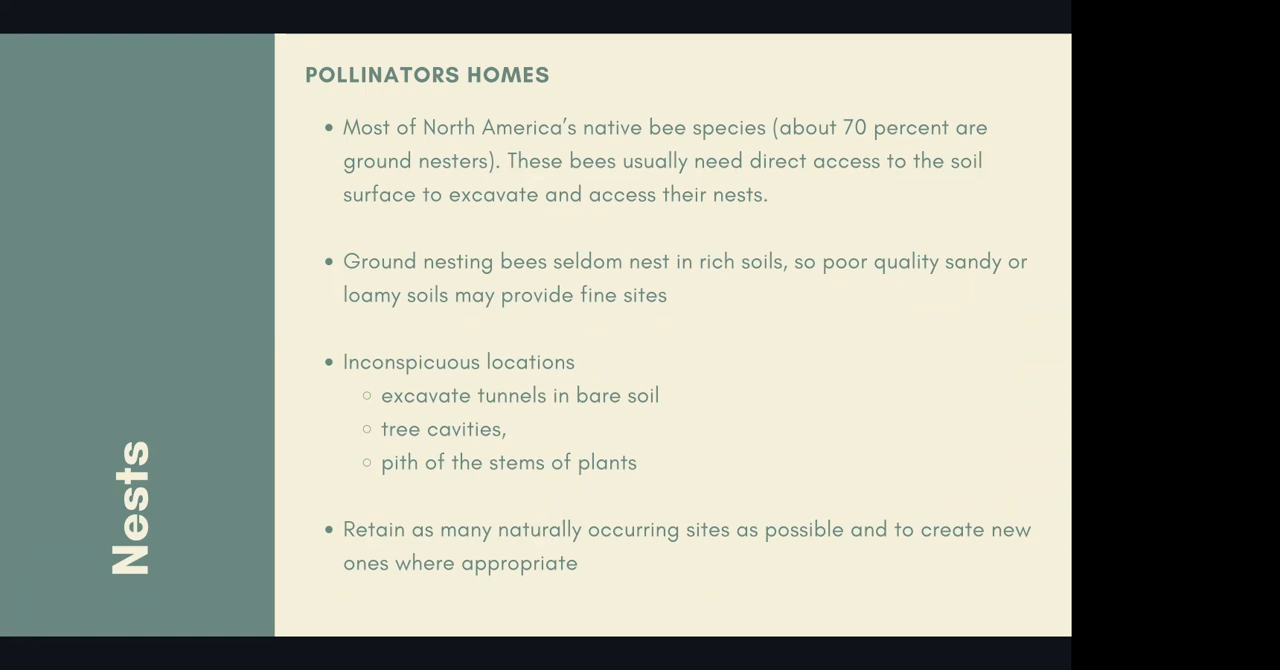 POLLINATORS HOMES
• Most of North America’s native bee species (about 70 percent are
ground nesters). These bees usually need direct access to the soil
surface to excavate and access their nests.
• Ground nesting bees seldom nest in rich soils, so poor quality sandy or
loamy soils may provide fine sites
• Inconspicuous locations
○ excavate tunnels in bare soil
○ tree cavities,
○ pith of the stems of plants
• Retain as many naturally occurring sites as possible and to create new
ones where appropriate
Nests